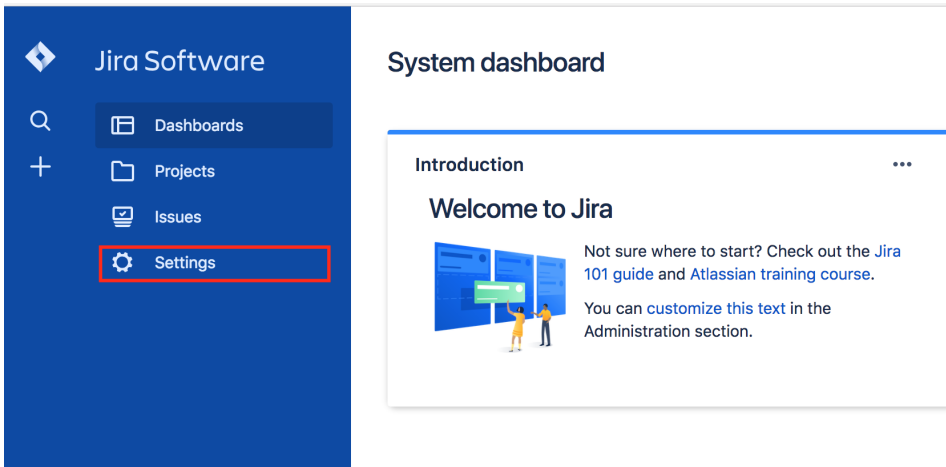 Jira Software
Dashboards
Projects
Issues
Settings
System dashboard
Introduction
Welcome to Jira
Not sure where to start? Check out the Jira
101 guide and Atlassian training course.
You can customize this text in the
Administration section.